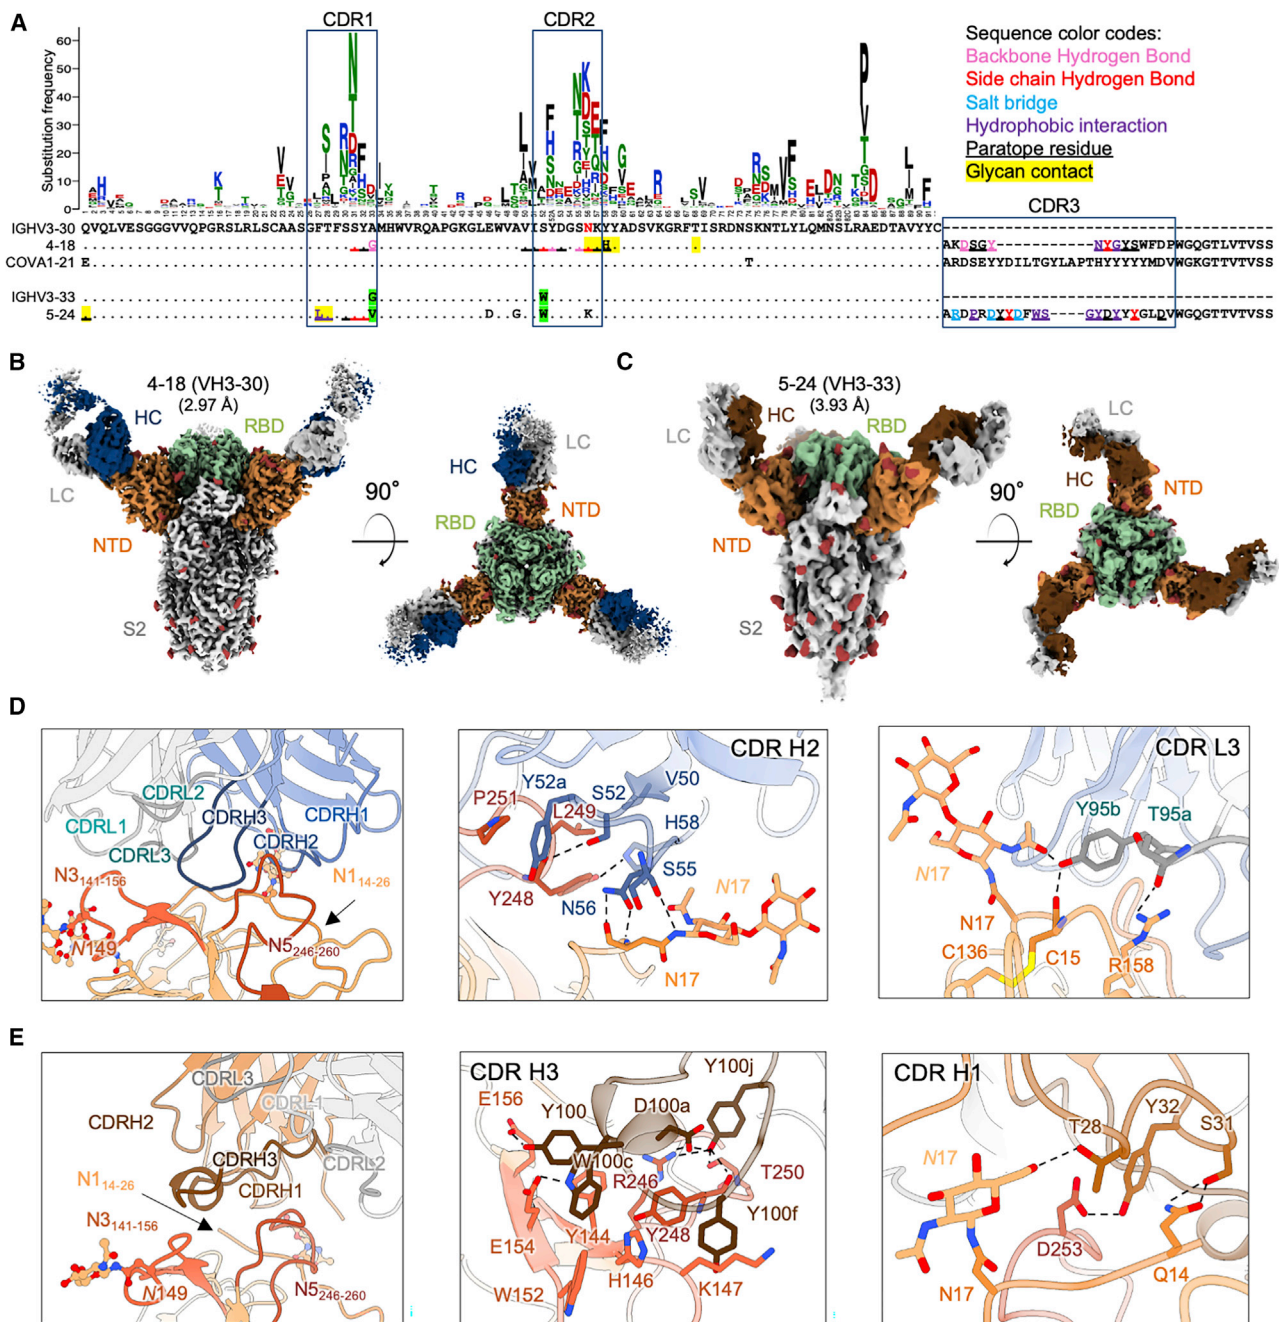 A
CDR1
CDR2
Sequence color codes:
Backbone Hydrogen Bond
Side chain Hydrogen Bond
Salt bridge
Hydrophobic interaction
Paratope residue
Glycan contact
Substitution frequency
60
50
40
30
20
10
0
CDR3
IGHV3-30 QVQLVESGGGVVQPGRSLRLSCAASGFTFSSYAMHWVRQAPGKGLEWVAVISYDGSNKYYADSVKGRFTISRDNSKNTLYLQMNSLRAEDTAVYYC
4-18 G H AKDSGY NYGYSWFDPWGQGTLVTVSS
COVA1-21 E T ARDSEYYDILTGYLAPTHYYYYYMDVWGKGTTVTVSS
IGHV3-33 G W
5-24 L V D G W K ARDPRDYYDFWS----GYDYYYGLDVWGQGTTVTVSS
B
4-18 (VH3-30)
(2.97 Å)
HC
RBD
LC
NTD
S2
90°
LC
HC
NTD
RBD
C
5-24 (VH3-33)
(3.93 Å)
HC
RBD
LC
NTD
S2
90°
LC
HC
NTD
RBD
D
CDRL2
CDRH3
CDRH1
CDRL1
CDRH2
CDRL3
N3141-156
N114-26
N149
N5246-260
CDR H2
Y52a
S52
V50
P251
L249
H58
S55
Y248
N56
N17
N17
CDR L3
Y95b
T95a
N17
N17
C136
C15
R158
E
CDRL3
CDRL1
CDRH2
CDRH3
CDRL2
CDRH1
N114-26
N3141-156
N149
N5246-260
CDR H3
Y100j
E156
Y100
D100a
W100c
R246
T250
Y100f
E154
Y144
Y248
H146
K147
W152
CDR H1
Y32
T28
S31
N17
D253
Q14
N17